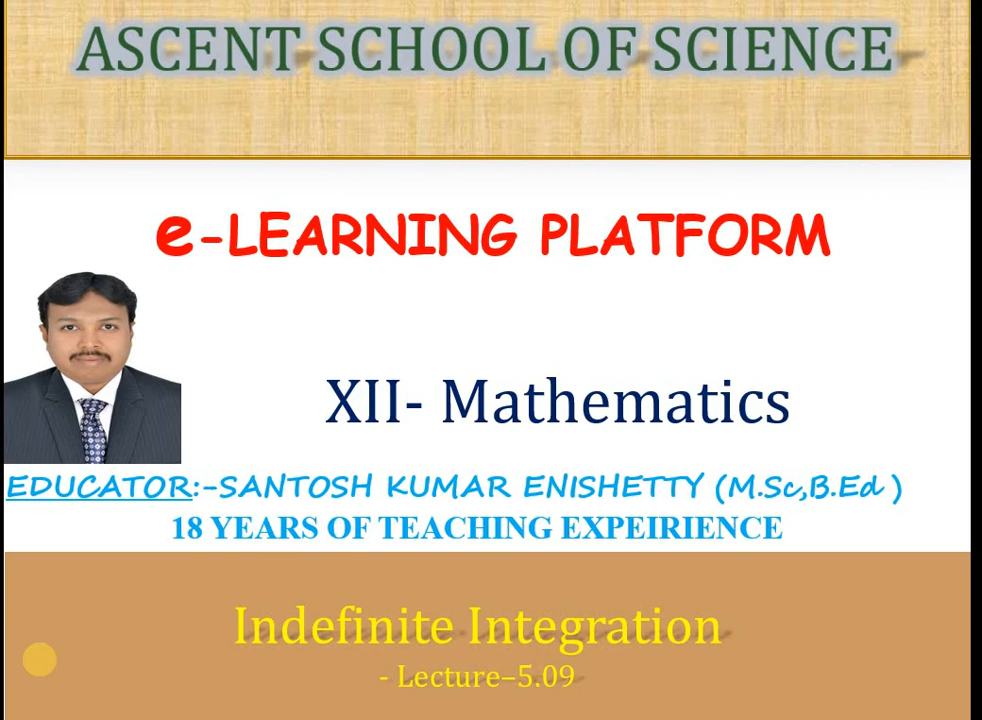 ASCENT SCHOOL OF SCIENCE
e-LEARNING PLATFORM
XII- Mathematics
EDUCATOR:-SANTOSH KUMAR ENISHETTY (M.Sc,B.Ed )
18 YEARS OF TEACHING EXPEIRIENCE
Indefinite Integration
- Lecture–5.09